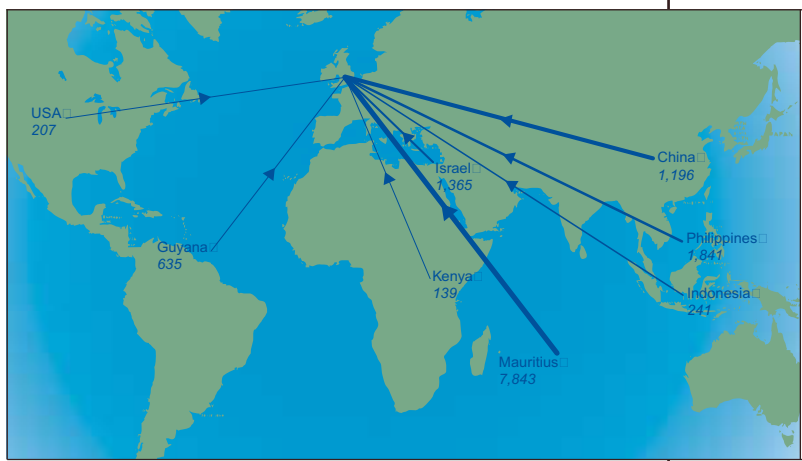 USA
207
China
1,196
Israel
1,365
Philippines
1,841
Guyana
635
Kenya
139
Indonesia
241
Mauritius
7,843